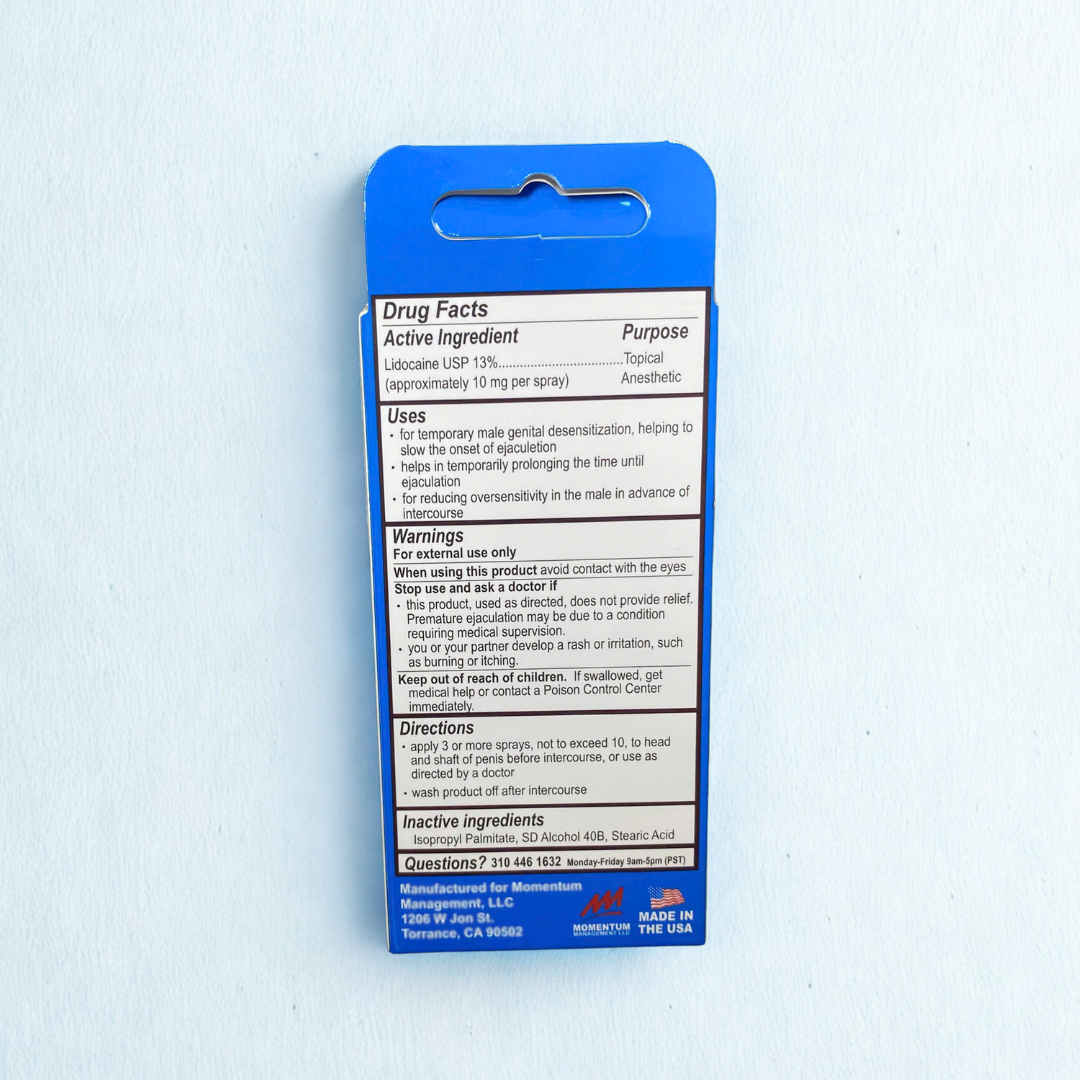 Drug Facts
Active Ingredient Purpose
Lidocaine USP 13%...................................Topical
(approximately 10 mg per spray) Anesthetic
Uses
• for temporary male genital desensitization, helping to
slow the onset of ejaculetion
• helps in temporarily prolonging the time until
ejaculation
• for reducing oversensitivity in the male in advance of
intercourse
Warnings
For external use only
When using this product avoid contact with the eyes
Stop use and ask a doctor if
• this product, used as directed, does not provide relief.
Premature ejaculation may be due to a condition
requiring medical supervision.
• you or your partner develop a rash or irritation, such
as burning or itching.
Keep out of reach of children. If swallowed, get
medical help or contact a Poison Control Center
immediately.
Directions
• apply 3 or more sprays, not to exceed 10, to head
and shaft of penis before intercourse, or use as
directed by a doctor
• wash product off after intercourse
Inactive ingredients
Isopropyl Palmitate, SD Alcohol 40B, Stearic Acid
Questions? 310 446 1632 Monday-Friday 9am-5pm (PST)
Manufactured for Momentum
Management, LLC
1206 W Jon St.
Torrance, CA 90502
MOMENTUM
MANAGEMENT LLC
MADE IN
THE USA